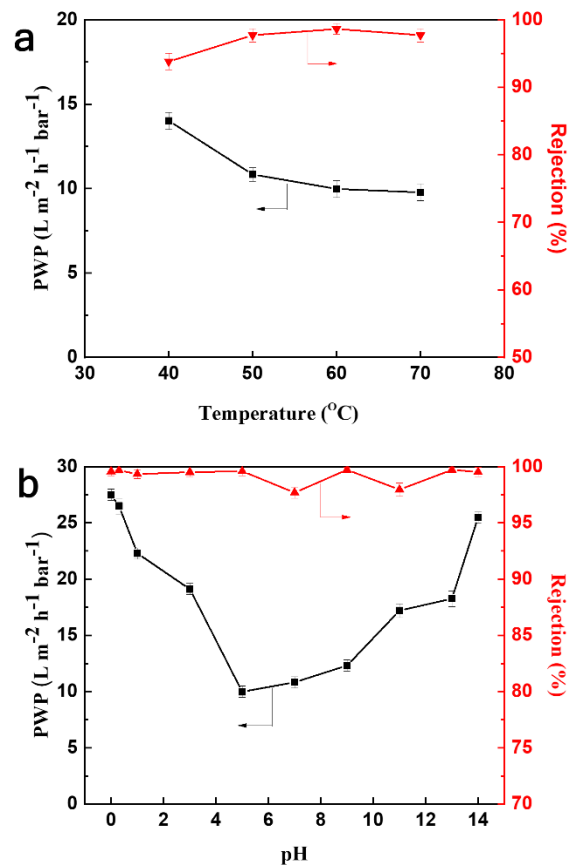 a
20
15
10
5
0
PWP (L m⁻² h⁻¹ bar⁻¹)
100
90
80
70
60
50
Rejection (%)
30 40 50 60 70 80
Temperature (ᴼC)
b
30
25
20
15
10
5
0
PWP (L m⁻² h⁻¹ bar⁻¹)
100
95
90
85
80
75
70
Rejection (%)
0 2 4 6 8 10 12 14
pH